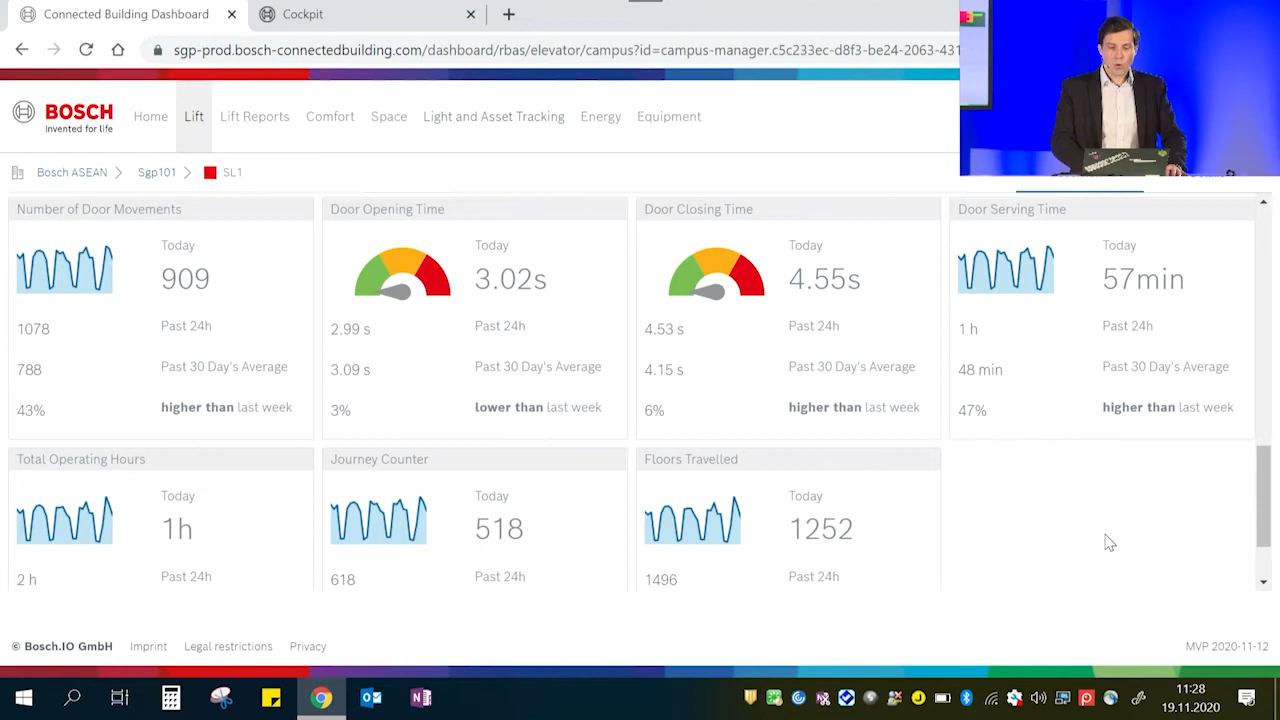 Connected Building Dashboard
Cockpit
sgp-prod.bosch-connectedbuilding.com/dashboard/rbas/elevator/campus?id=campus-manager.c5c233ec-d8f3-be24-2063-431
BOSCH
Invented for life
Home
Lift
Lift Reports
Comfort
Space
Light and Asset Tracking
Energy
Equipment
Bosch ASEAN
Sgp101
SL1
Number of Door Movements
Today
909
1078
Past 24h
788
Past 30 Day's Average
43%
higher than last week
Door Opening Time
Today
3.02s
2.99 s
Past 24h
3.09 s
Past 30 Day's Average
3%
lower than last week
Door Closing Time
Today
4.55s
4.53 s
Past 24h
4.15 s
Past 30 Day's Average
6%
higher than last week
Door Serving Time
Today
57min
1 h
Past 24h
48 min
Past 30 Day's Average
47%
higher than last week
Total Operating Hours
Today
1h
2 h
Past 24h
Journey Counter
Today
518
618
Past 24h
Floors Travelled
Today
1252
1496
Past 24h
© Bosch.IO GmbH
Imprint
Legal restrictions
Privacy
MVP 2020-11-12
11:28
19.11.2020